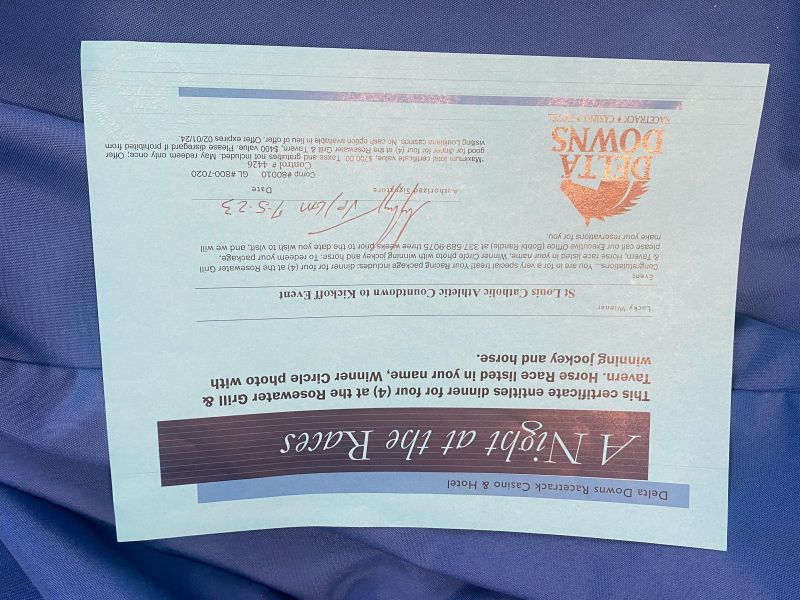 Delta Downs Racetrack Casino & Hotel
A Night at the Races
This certificate entitles dinner for four (4) at the Rosewater Grill &
Tavern. Horse Race listed in your name, Winner Circle photo with
winning jockey and horse.
Lucky Winner
St Louis Catholic Athletic Countdown to Kickoff Event
Event
Congratulations... You are in for a very special treat! Your Racing package includes: dinner for four (4) at the Rosewater Grill
& Tavern, Horse race listed in your name, Winner Circle photo with winning jockey and horse. To redeem your package,
please call our Executive Office (Bobbi Randle) at 337-589-9075 three weeks prior to the date you wish to visit, and we will
make your reservations for you.
9-5-23
Authorized Signature
Date
Comp #80010 GL #800-7020
Control # 4426
*Maximum total certificate value, $700.00. Taxes and gratuities not included. May redeem only once; Offer
good for dinner for four (4) at the Rosewater Grill & Tavern, $400 value. Please disregard if prohibited from
visiting Louisiana casinos. No cash option available in lieu of offer. Offer expires 02/01/24.
DELTA
DOWNS
RACETRACK • CASINO • HOTEL